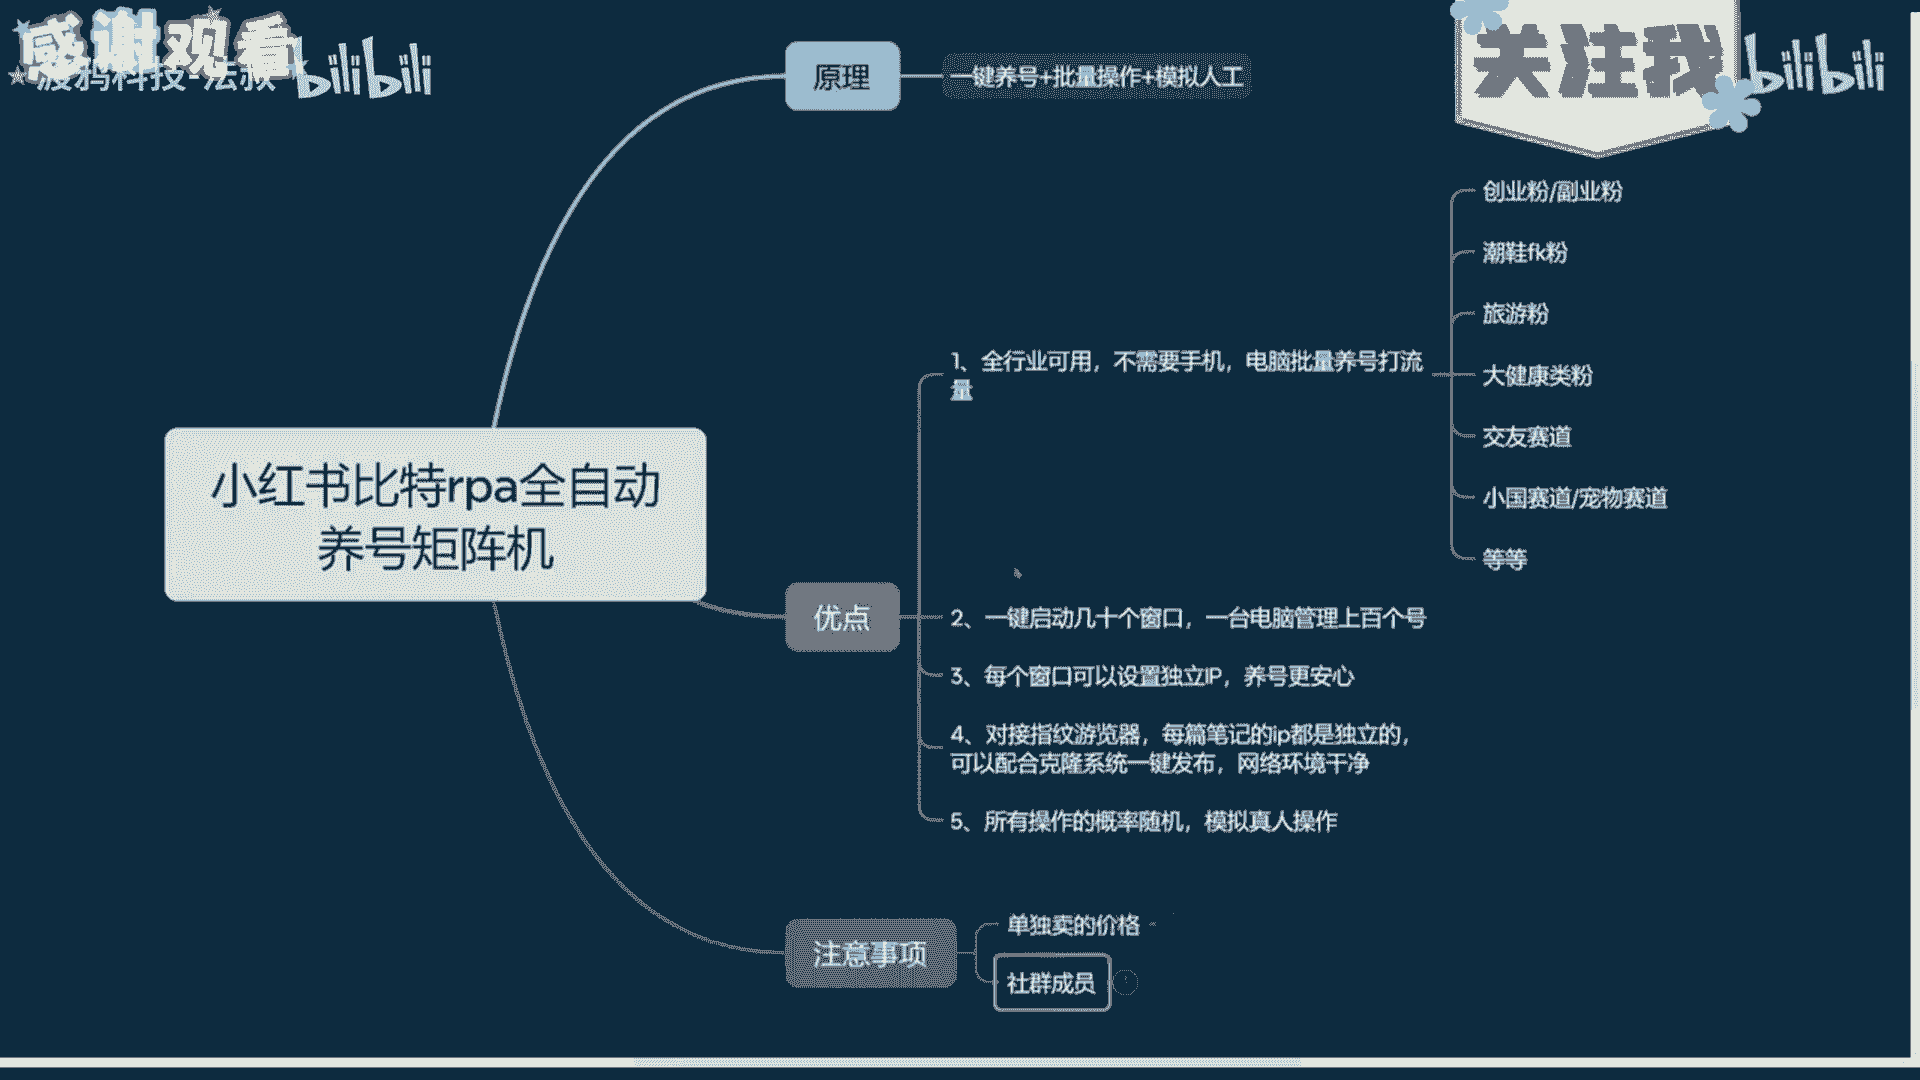 感谢观看
bilibili
渡鸦科技-法叔
关注我
bilibili
原理
一键养号+批量操作+模拟人工
小红书比特rpa全自动
养号矩阵机
优点
1、全行业可用，不需要手机，电脑批量养号打流
量
创业粉/副业粉
潮鞋fk粉
旅游粉
大健康类粉
交友赛道
小国赛道/宠物赛道
等等
2、一键启动几十个窗口，一台电脑管理上百个号
3、每个窗口可以设置独立IP，养号更安心
4、对接指纹游览器，每篇笔记的ip都是独立的，
可以配合克隆系统一键发布，网络环境干净
5、所有操作的概率随机，模拟真人操作
注意事项
单独卖的价格
社群成员